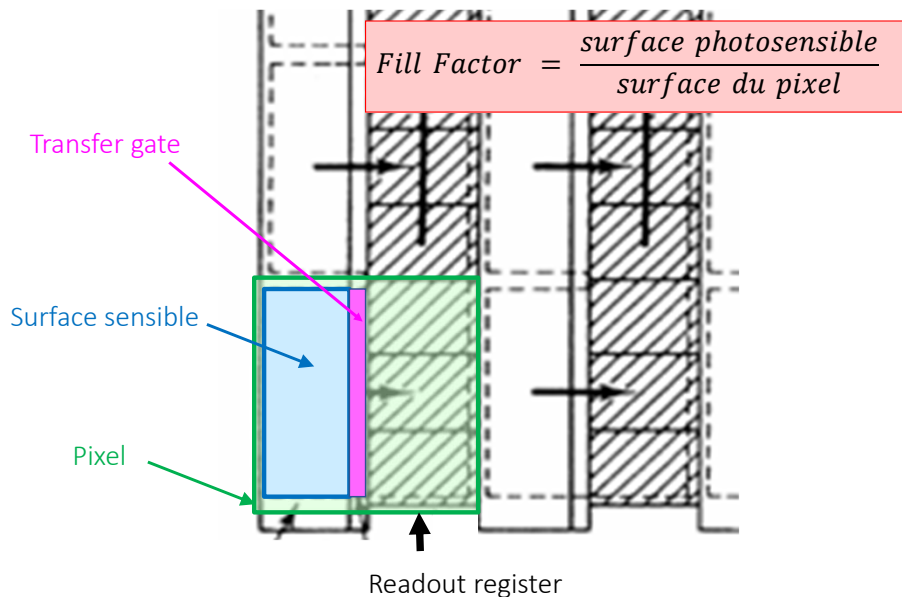 Fill Factor = surface photosensible / surface du pixel
Transfer gate
Surface sensible
Pixel
Readout register